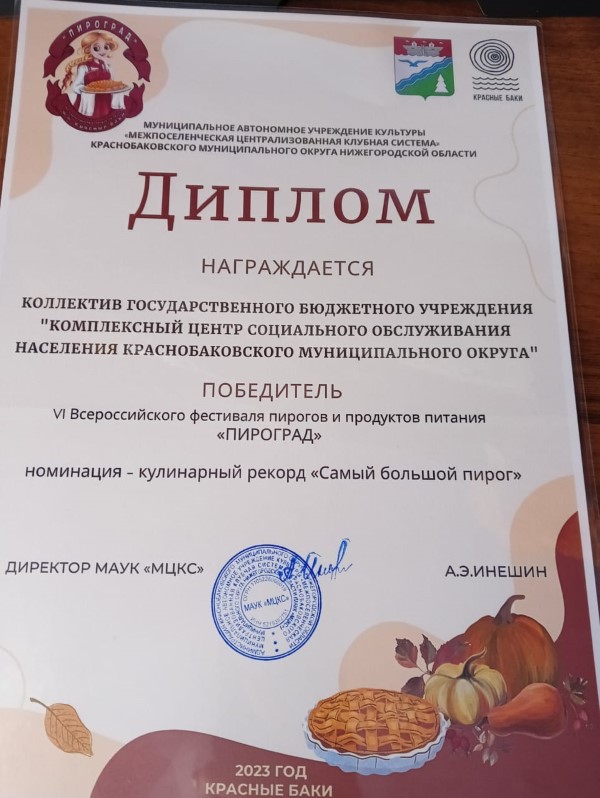 "ПИРОГРАД"
КРАСНЫЕ БАКИ
КРАСНЫЕ БАКИ
МУНИЦИПАЛЬНОЕ АВТОНОМНОЕ УЧРЕЖДЕНИЕ КУЛЬТУРЫ
«МЕЖПОСЕЛЕНЧЕСКАЯ ЦЕНТРАЛИЗОВАННАЯ КЛУБНАЯ СИСТЕМА»
КРАСНОБАКОВСКОГО МУНИЦИПАЛЬНОГО ОКРУГА НИЖЕГОРОДСКОЙ ОБЛАСТИ
Диплом
НАГРАЖДАЕТСЯ
КОЛЛЕКТИВ ГОСУДАРСТВЕННОГО БЮДЖЕТНОГО УЧРЕЖДЕНИЯ
"КОМПЛЕКСНЫЙ ЦЕНТР СОЦИАЛЬНОГО ОБСЛУЖИВАНИЯ
НАСЕЛЕНИЯ КРАСНОБАКОВСКОГО МУНИЦИПАЛЬНОГО ОКРУГА"
ПОБЕДИТЕЛЬ
VI Всероссийского фестиваля пирогов и продуктов питания
«ПИРОГРАД»
номинация – кулинарный рекорд «Самый большой пирог»
ДИРЕКТОР МАУК «МЦКС»
МАУК «МЦКС»
А.Э.ИНЕШИН
2023 ГОД
КРАСНЫЕ БАКИ